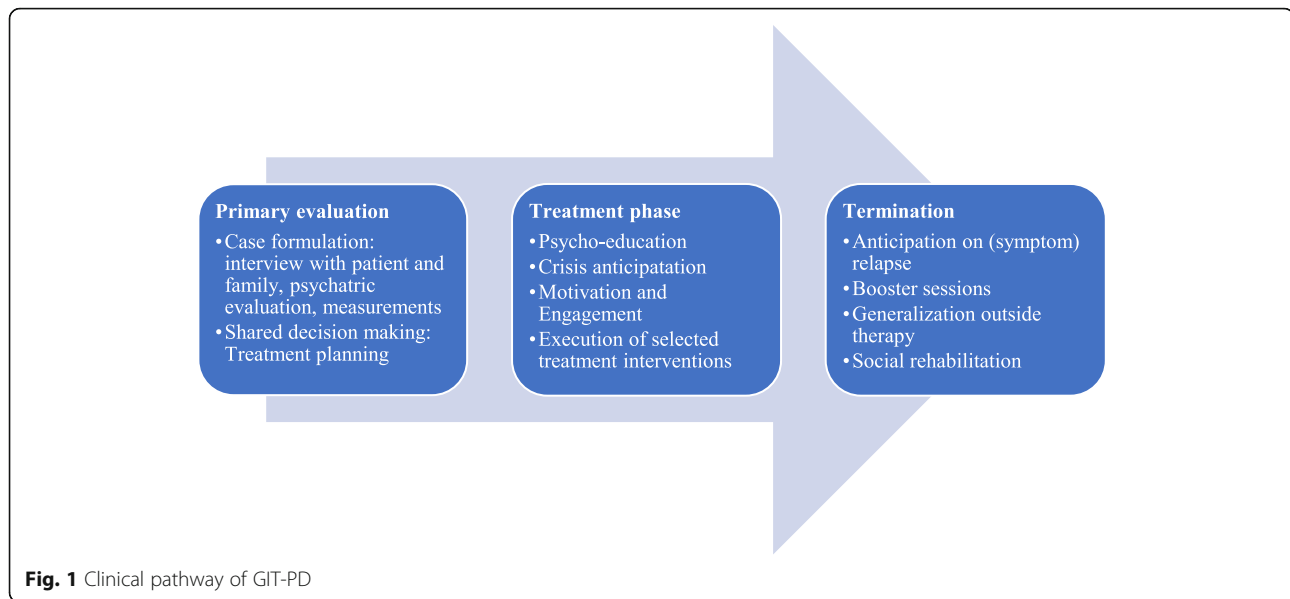 Primary evaluation
•Case formulation:
interview with patient and
family, psychatric
evaluation, measurements
•Shared decision making:
Treatment planning
Treatment phase
•Psycho-education
•Crisis anticipatation
•Motivation and
Engagement
•Execution of selected
treatment interventions
Termination
•Anticipation on (symptom)
relapse
•Booster sessions
•Generalization outside
therapy
•Social rehabilitation
Fig. 1 Clinical pathway of GIT-PD